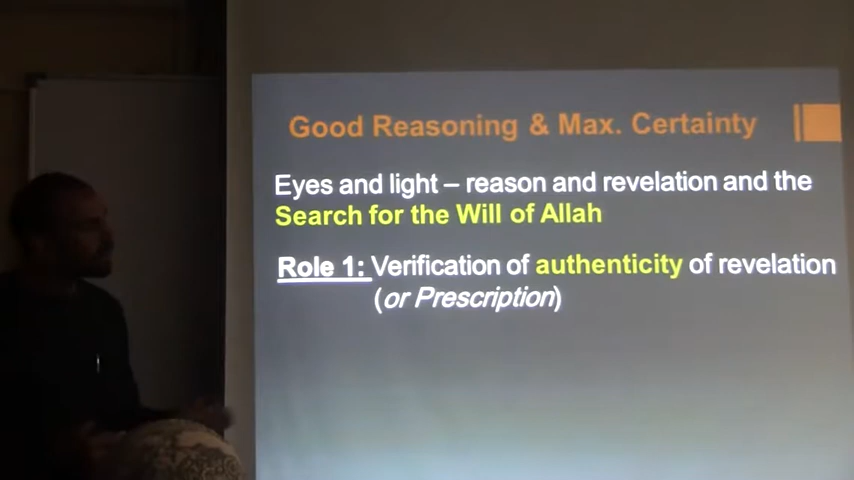 Good Reasoning & Max. Certainty
Eyes and light – reason and revelation and the
Search for the Will of Allah
Role 1: Verification of authenticity of revelation
(or Prescription)